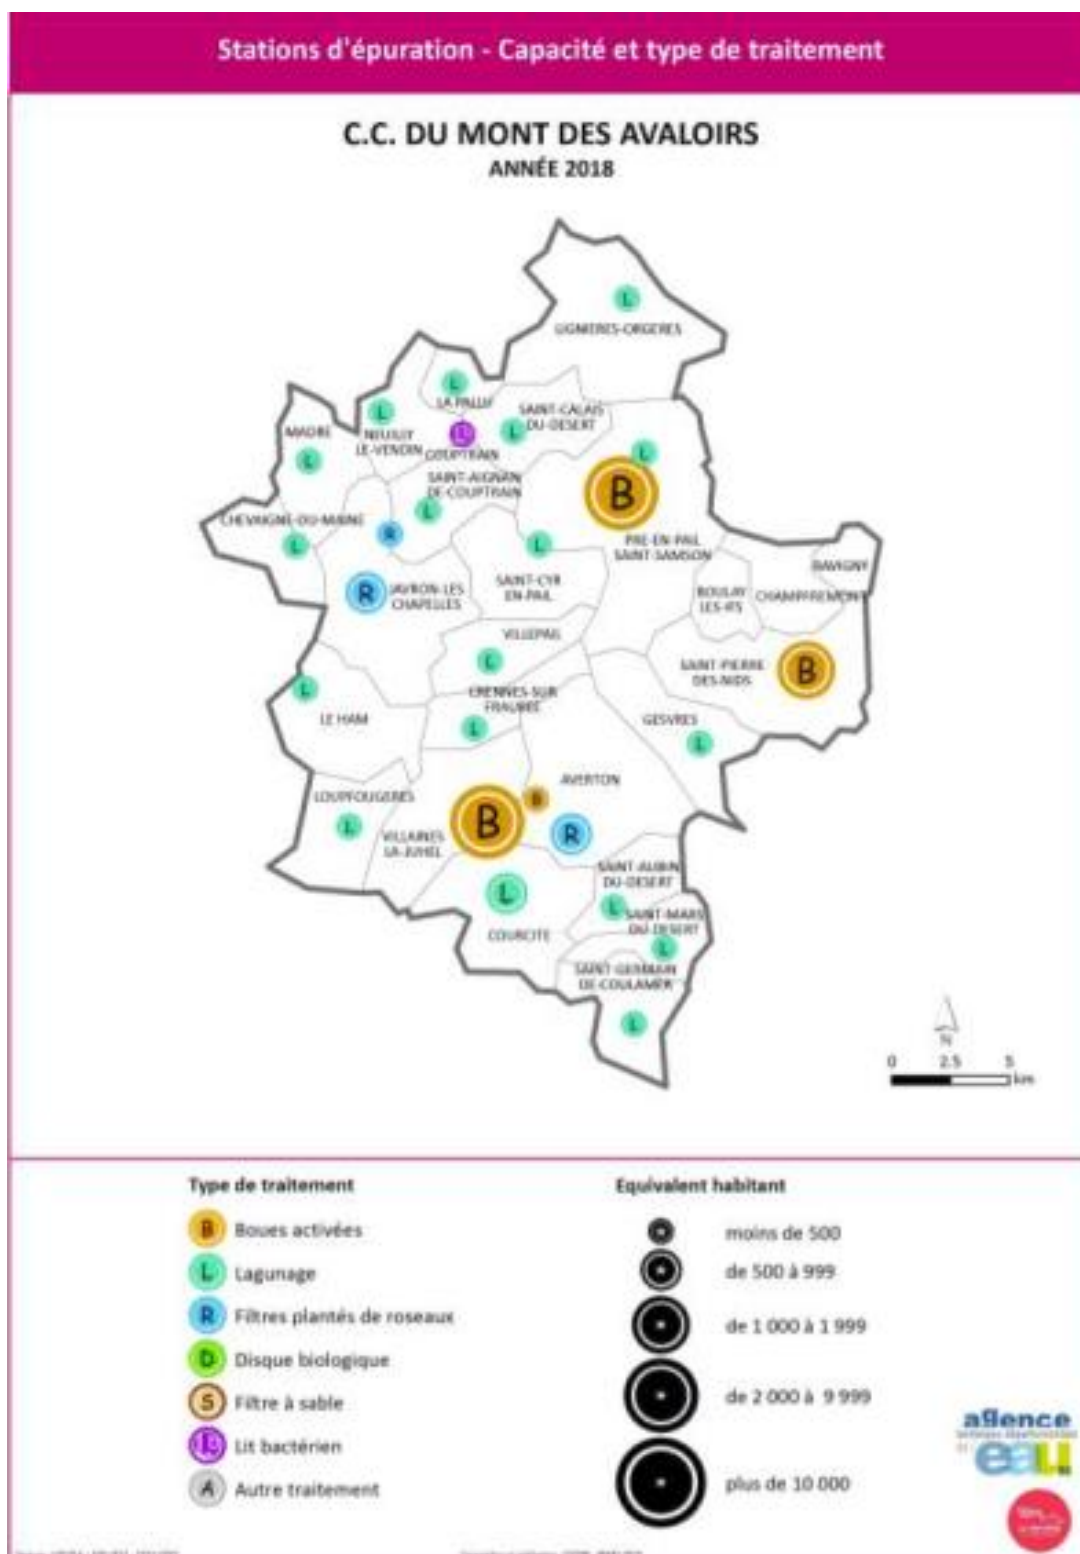 Stations d'épuration - Capacité et type de traitement
C.C. DU MONT DES AVALOIRS
ANNÉE 2018
L
LIGNIERES-ORGERES
L
LA PALLU
L
SAINT-CALAIS
DU-DESERT
L
NEUILLY
LE-VENDIN
LB
COUPTRAIN
MADRE
L
L
B
SAINT-AIGNAN
DE-COUPTRAIN
L
CHEVAIGNE-DU-MAINE
L
R
L
PRE-EN-PAIL
SAINT-SAMSON
RAVIGNY
SAINT-CYR
EN-PAIL
BOULAY
LES-IFS
CHAMPFREMONT
R
JAVRON-LES
CHAPELLES
VILLEPAIL
L
SAINT-PIERRE
DES-NIDS
B
L
LE HAM
CRENNES-SUR
FRAUBEE
L
GESVRES
L
AVERTON
B
LOUPFOUGERES
L
VILLAINES
LA-JUHEL
B
R
SAINT-AUBIN
DU-DESERT
L
L
SAINT-MARS
DU-DESERT
L
COURCITE
SAINT-GERMAIN
DE-COULAMER
L
N
0 2.5 5
km
Type de traitement
B Boues activées
L Lagunage
R Filtres plantés de roseaux
D Disque biologique
S Filtre à sable
LB Lit bactérien
A Autre traitement
Equivalent habitant
moins de 500
de 500 à 999
de 1 000 à 1 999
de 2 000 à 9 999
plus de 10 000
agence
eau